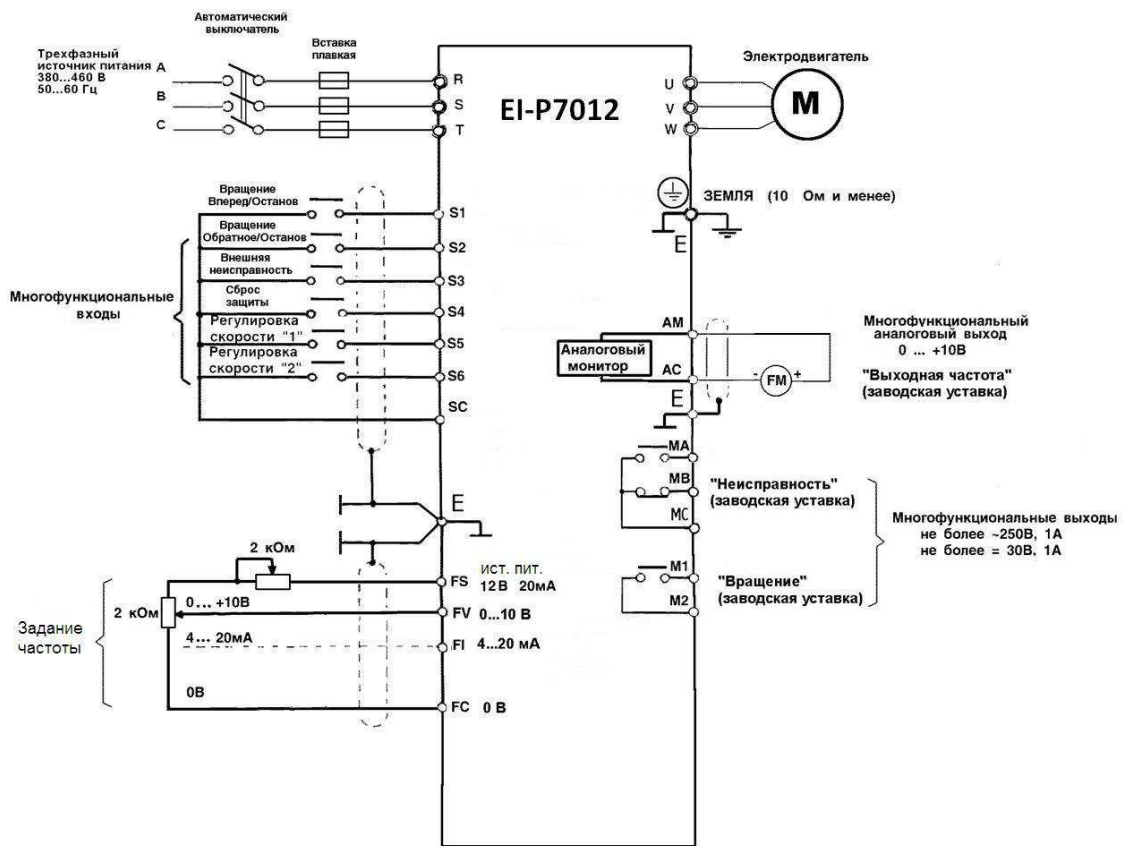 Автоматический
выключатель
Вставка
плавкая
Трехфазный
источник питания
380...460 В
50...60 Гц
A
B
C
R
S
T
EI-P7012
U
V
W
Электродвигатель
M
ЗЕМЛЯ (10 Ом и менее)
E
Вращение
Вперед/Останов
S1
Вращение
Обратное/Останов
S2
Внешняя
неисправность
S3
Сброс
защиты
S4
Регулировка
скорости "1"
S5
Регулировка
скорости "2"
S6
SC
Многофункциональные
входы
AM
Аналоговый
монитор
AC
E
- FM +
Многофункциональный
аналоговый выход
0 ... +10В
"Выходная частота"
(заводская уставка)
MA
MB
MC
"Неисправность"
(заводская уставка)
M1
M2
"Вращение"
(заводская уставка)
Многофункциональные выходы
не более ~250В, 1А
не более = 30В, 1А
E
2 кОм
FS
ист. пит.
12В 20мА
0... +10В
2 кОм
FV 0...10 В
Задание
частоты
4... 20мА
FI 4...20 мА
0В
FC 0 В